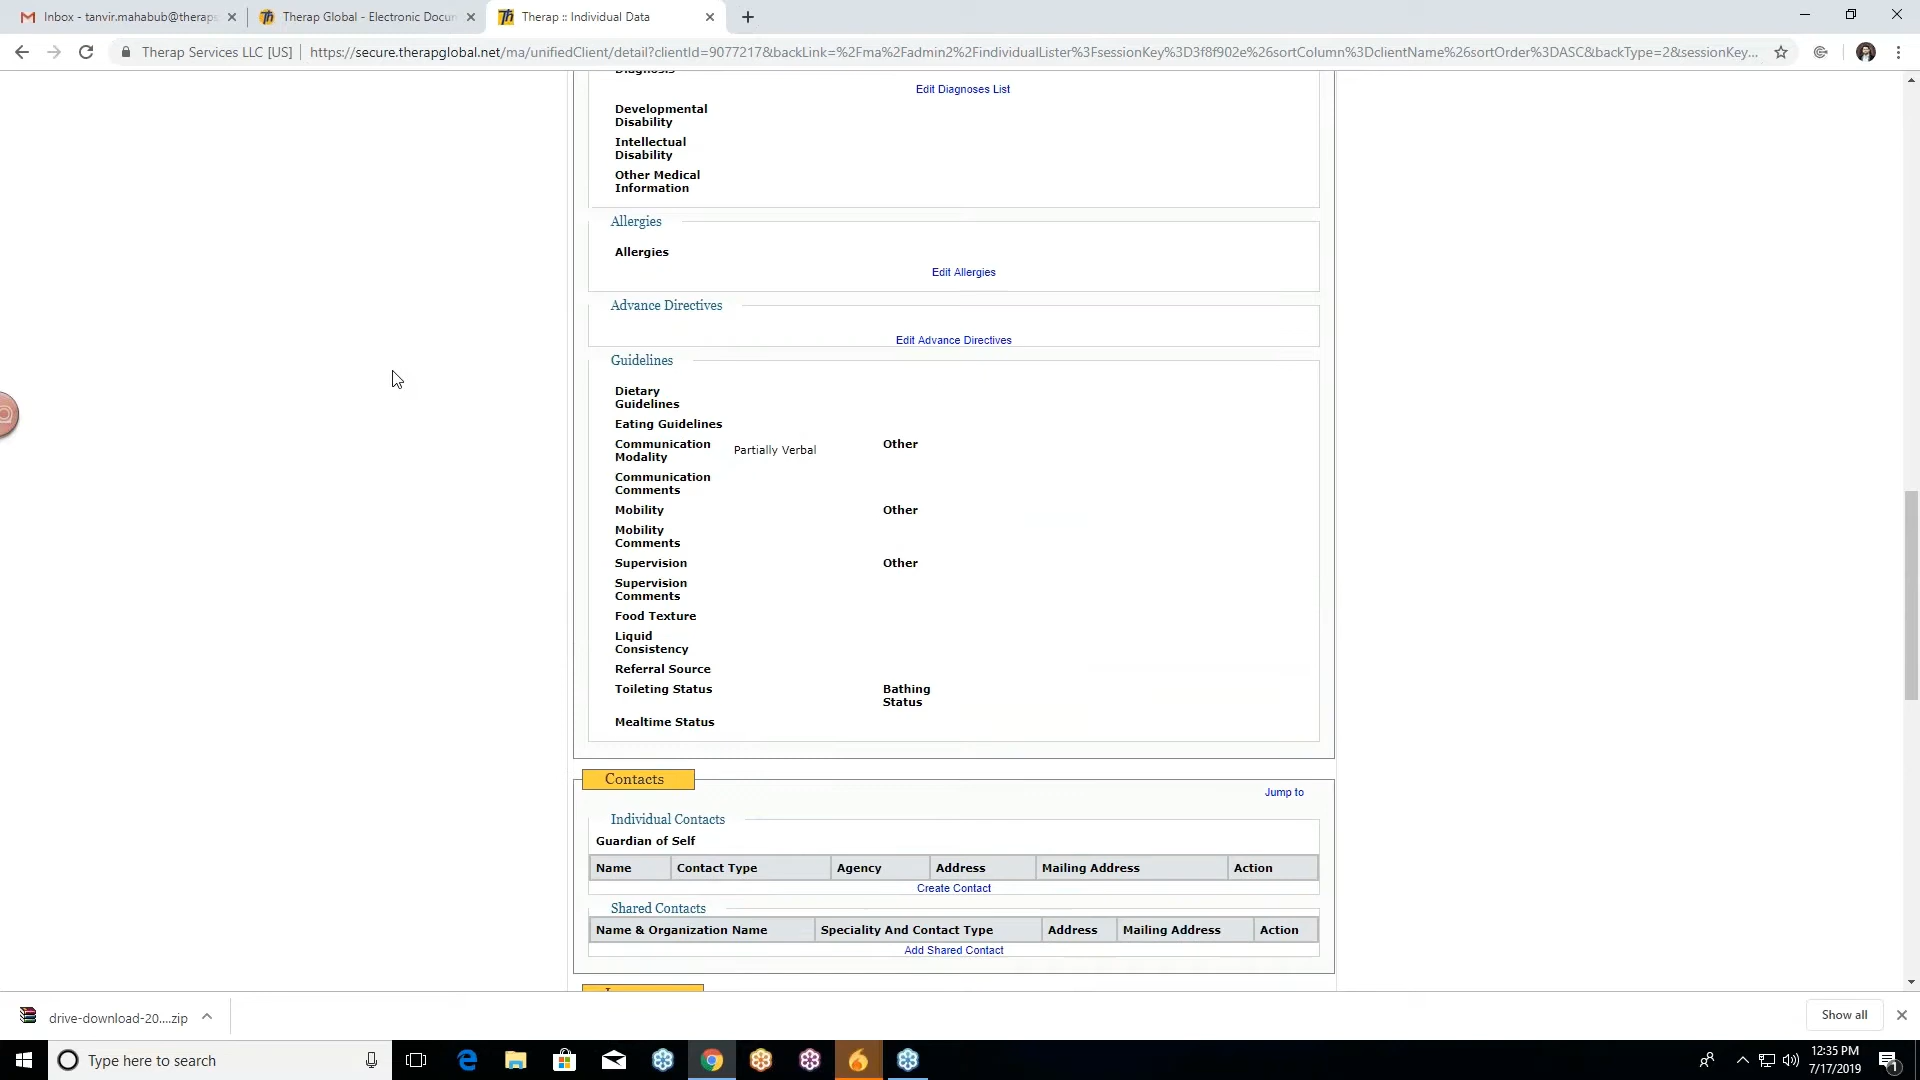 Inbox - tanvir.mahabub@therap
Therap Global - Electronic Docum
Therap :: Individual Data
Therap Services LLC [US] | https://secure.therapglobal.net/ma/unifiedClient/detail?clientId=9077217&backLink=%2Fma%2Fadmin2%2FindividualLister%3FsessionKey%3D3f8f902e%26sortColumn%3DclientName%26sortOrder%3DASC&backType=2&sessionKey...
Diagnosis
Edit Diagnoses List
Developmental
Disability
Intellectual
Disability
Other Medical
Information
Allergies
Allergies
Edit Allergies
Advance Directives
Edit Advance Directives
Guidelines
Dietary
Guidelines
Eating Guidelines
Communication
Modality
Partially Verbal
Other
Communication
Comments
Mobility
Other
Mobility
Comments
Supervision
Other
Supervision
Comments
Food Texture
Liquid
Consistency
Referral Source
Toileting Status
Bathing
Status
Mealtime Status
Contacts
Jump to
Individual Contacts
Guardian of Self
Name Contact Type Agency Address Mailing Address Action
Create Contact
Shared Contacts
Name & Organization Name Speciality And Contact Type Address Mailing Address Action
Add Shared Contact
drive-download-20....zip
Show all
Type here to search
12:35 PM
7/17/2019
1